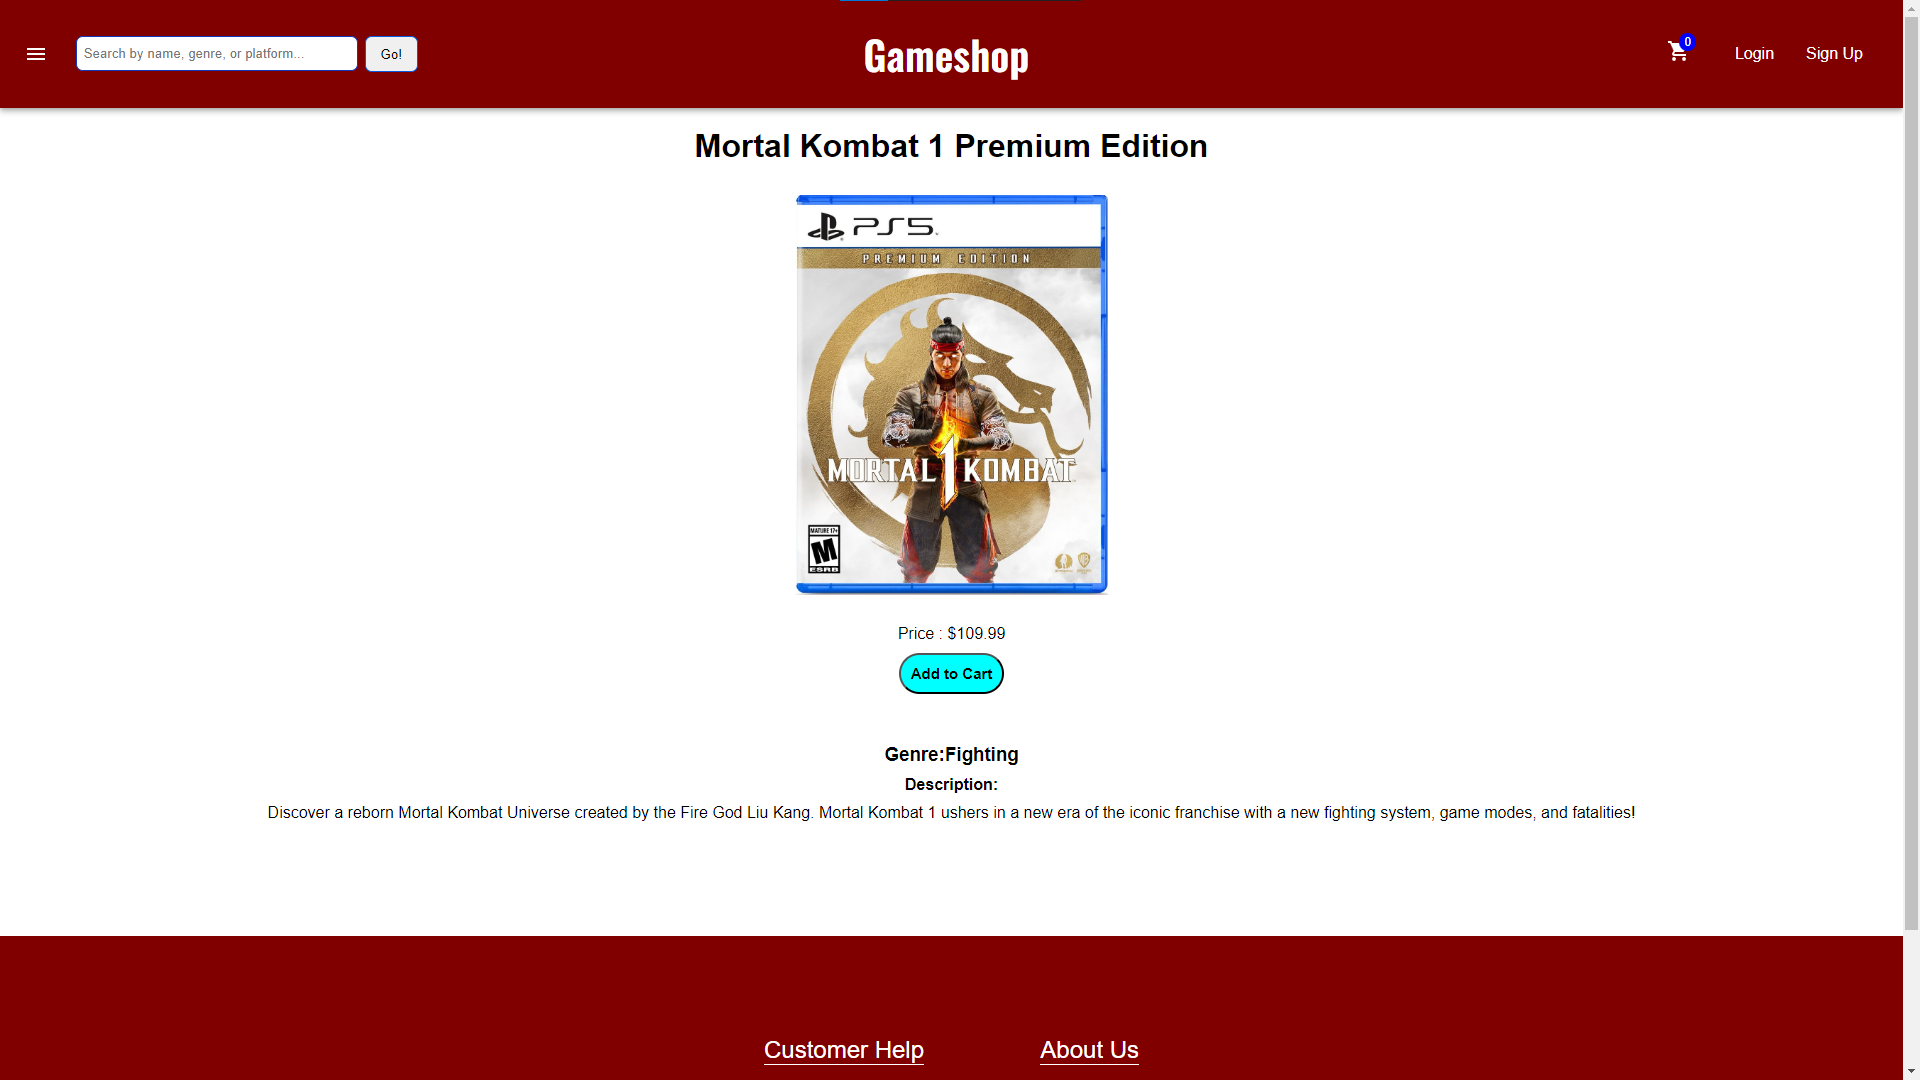 Search by name, genre, or platform...
Go!
Gameshop
0
Login
Sign Up
Mortal Kombat 1 Premium Edition
PS5
PREMIUM EDITION
MORTAL 1 KOMBAT
MATURE 17+
M
ESRB
Price : $109.99
Add to Cart
Genre:Fighting
Description:
Discover a reborn Mortal Kombat Universe created by the Fire God Liu Kang. Mortal Kombat 1 ushers in a new era of the iconic franchise with a new fighting system, game modes, and fatalities!
Customer Help
About Us